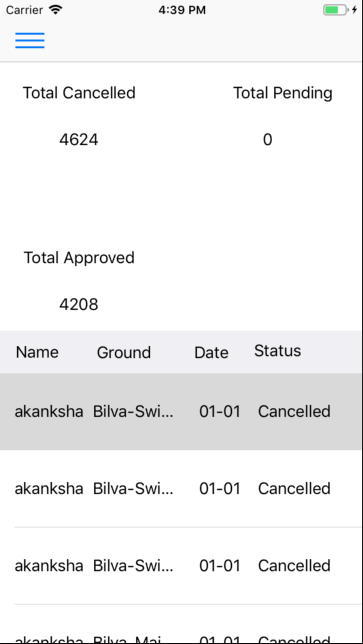 Carrier 4:39 PM
Total Cancelled Total Pending
4624 0
Total Approved
4208
Name Ground Date Status
akanksha Bilva-Swi... 01-01 Cancelled
akanksha Bilva-Swi... 01-01 Cancelled
akanksha Bilva-Swi... 01-01 Cancelled
akanksha Bilva-Mai... 01-01 Cancelled